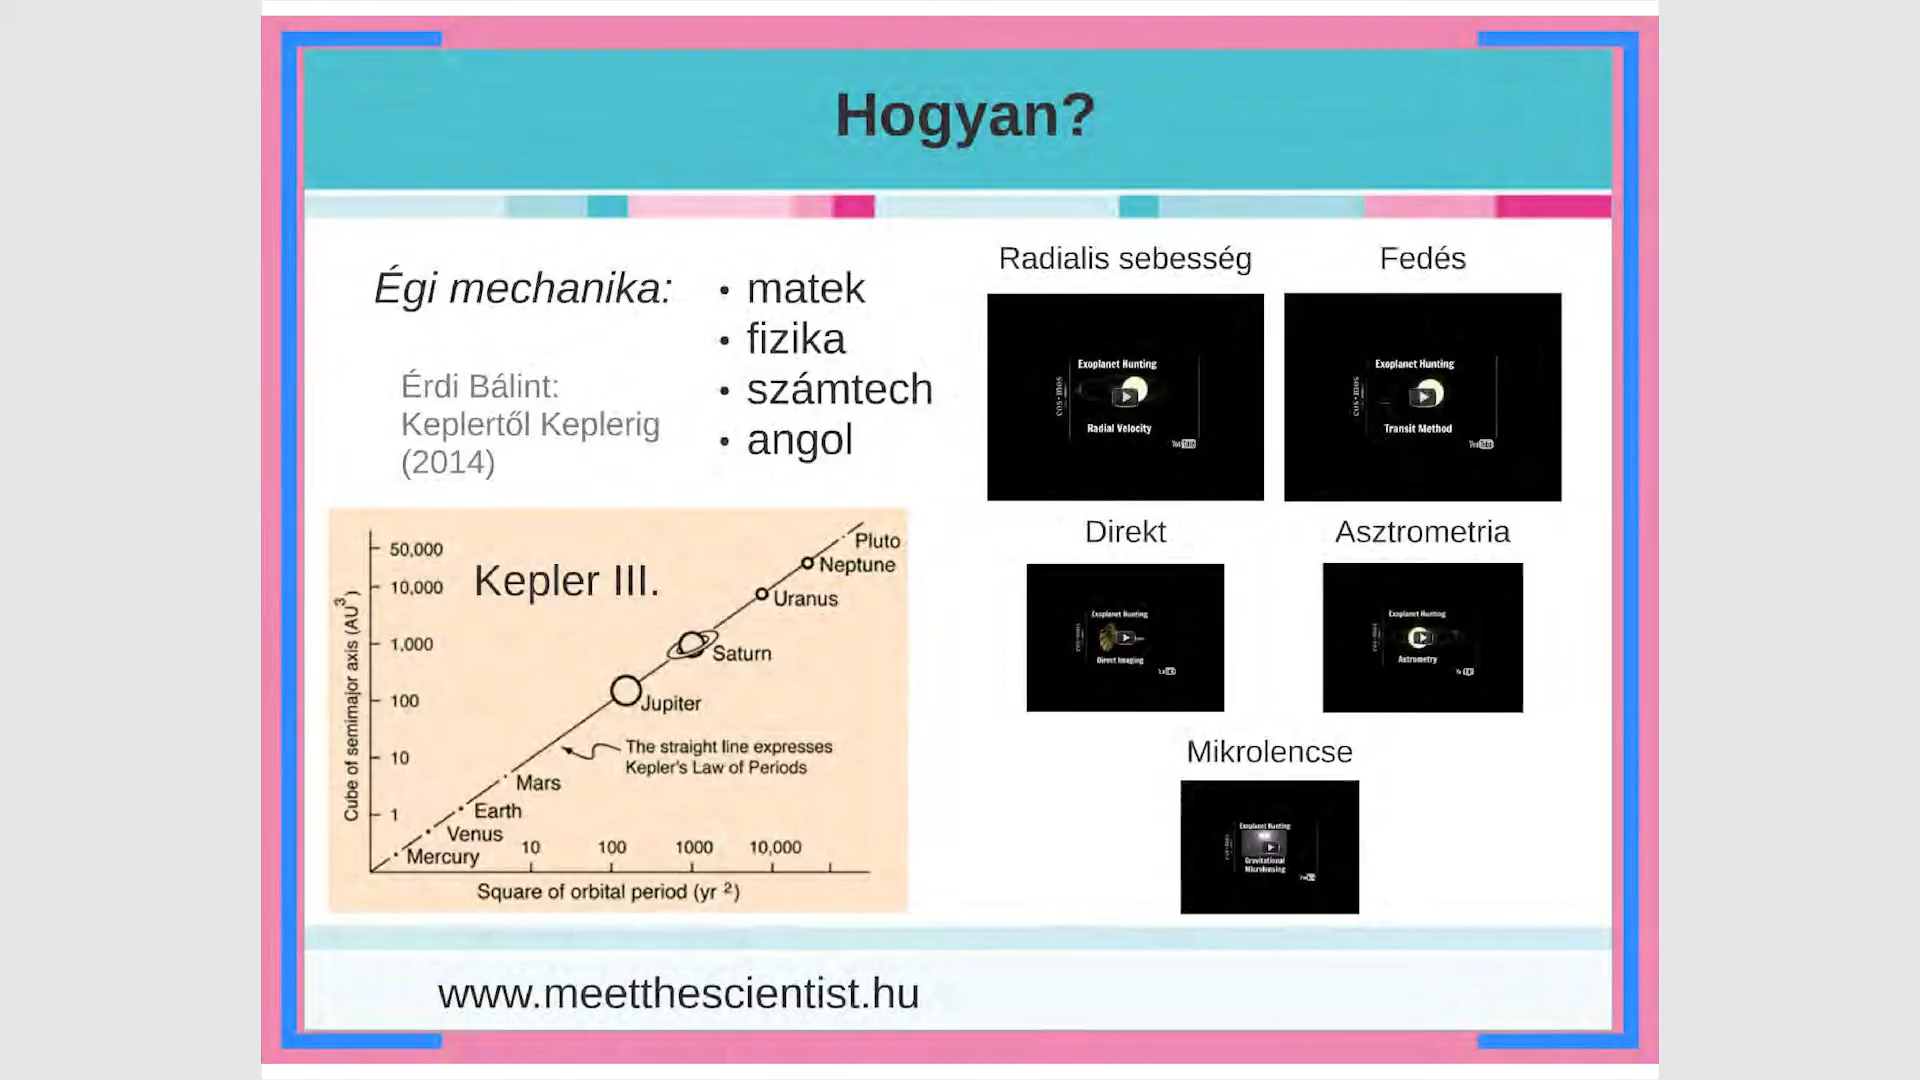 Hogyan?
Égi mechanika:
• matek
• fizika
• számtech
• angol
Érdi Bálint:
Keplertől Keplerig
(2014)
Kepler III.
50,000
10,000
1,000
100
10
1
Cube of semimajor axis (AU³)
Pluto
Neptune
Uranus
Saturn
Jupiter
The straight line expresses
Kepler's Law of Periods
Mars
Earth
Venus
Mercury
10 100 1000 10,000
Square of orbital period (yr ²)
Radialis sebesség
Exoplanet Hunting
cos•mos
Radial Velocity
Fedés
Exoplanet Hunting
cos•mos
Transit Method
Direkt
Exoplanet Hunting
Direct Imaging
Asztrometria
Exoplanet Hunting
Astrometry
Mikrolencse
Exoplanet Hunting
Gravitational
Microlensing
www.meetthescientist.hu